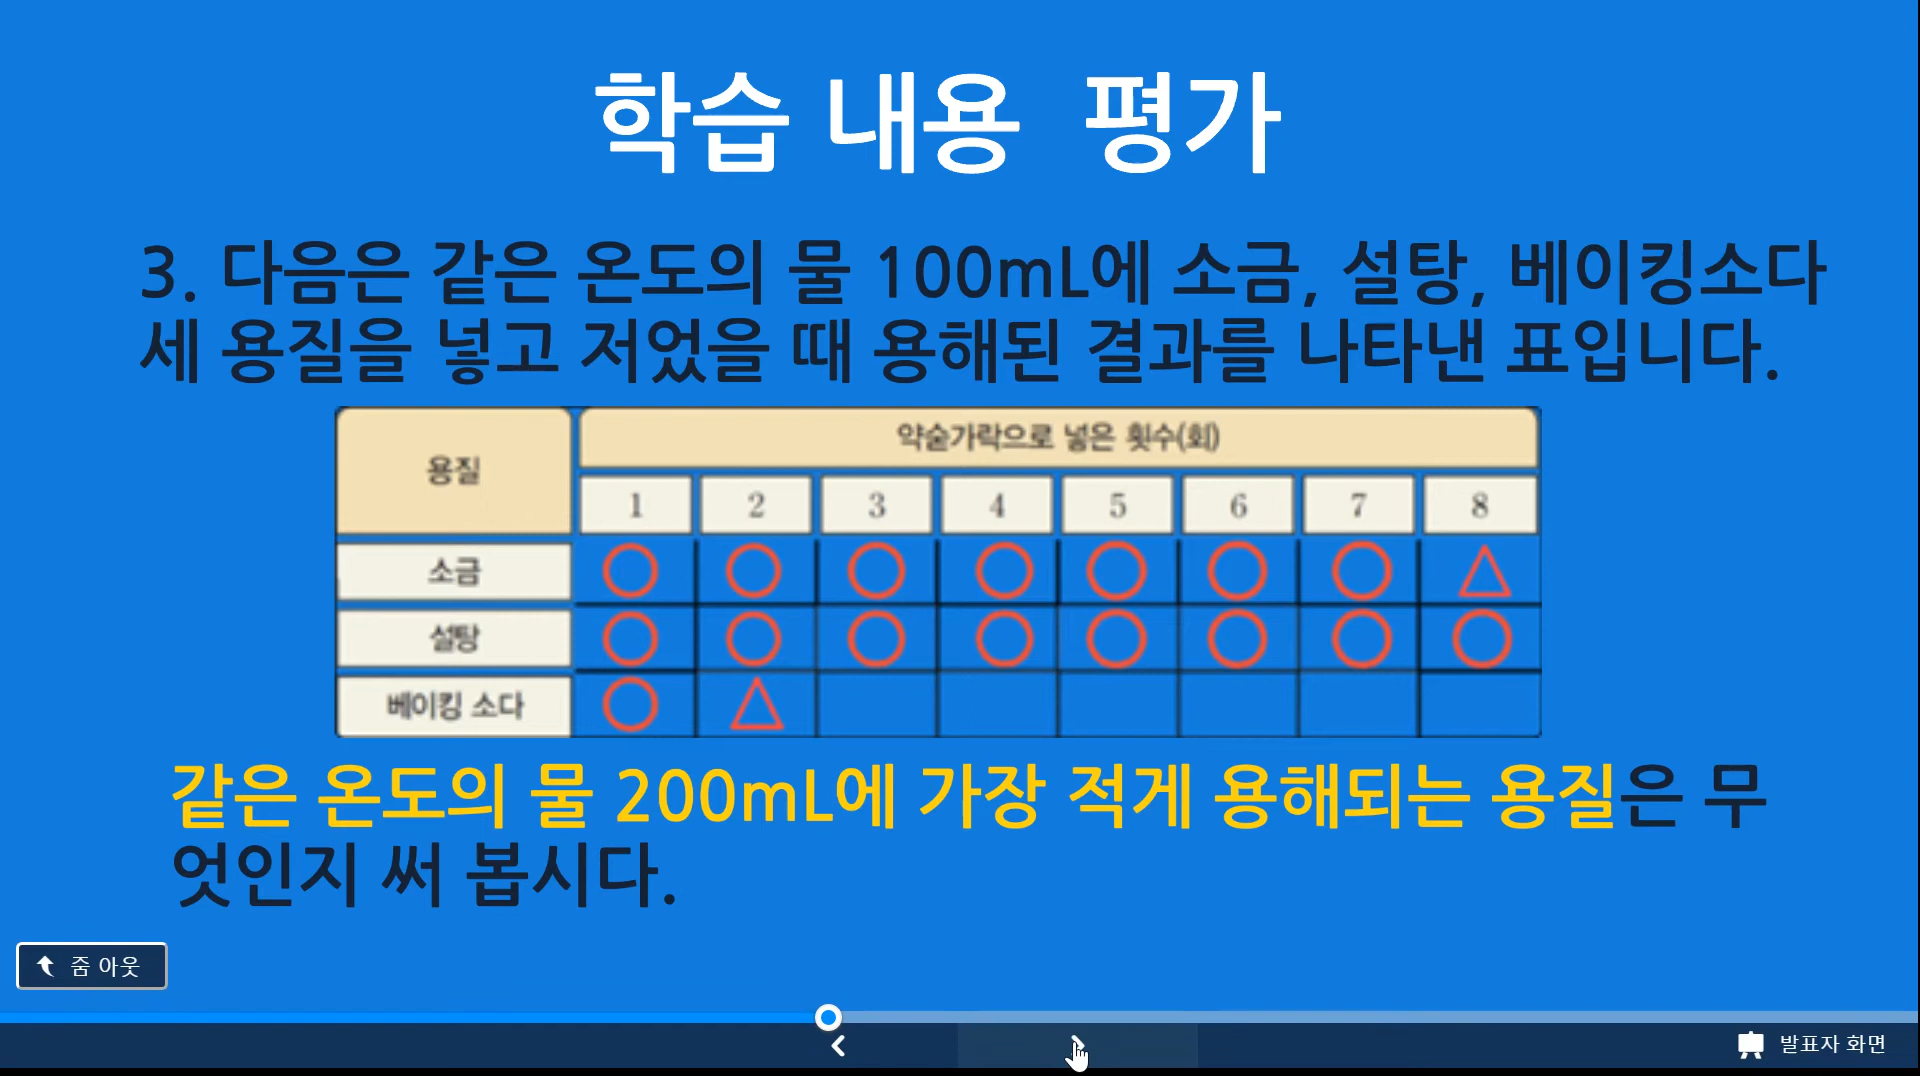 학습 내용 평가
3. 다음은 같은 온도의 물 100mL에 소금, 설탕, 베이킹소다
세 용질을 넣고 저었을 때 용해된 결과를 나타낸 표입니다.
용질
약숟가락으로 넣은 횟수(회)
1 2 3 4 5 6 7 8
소금 ○ ○ ○ ○ ○ ○ ○ △
설탕 ○ ○ ○ ○ ○ ○ ○ ○
베이킹 소다 ○ △
같은 온도의 물 200mL에 가장 적게 용해되는 용질은 무
엇인지 써 봅시다.
줌 아웃
발표자 화면